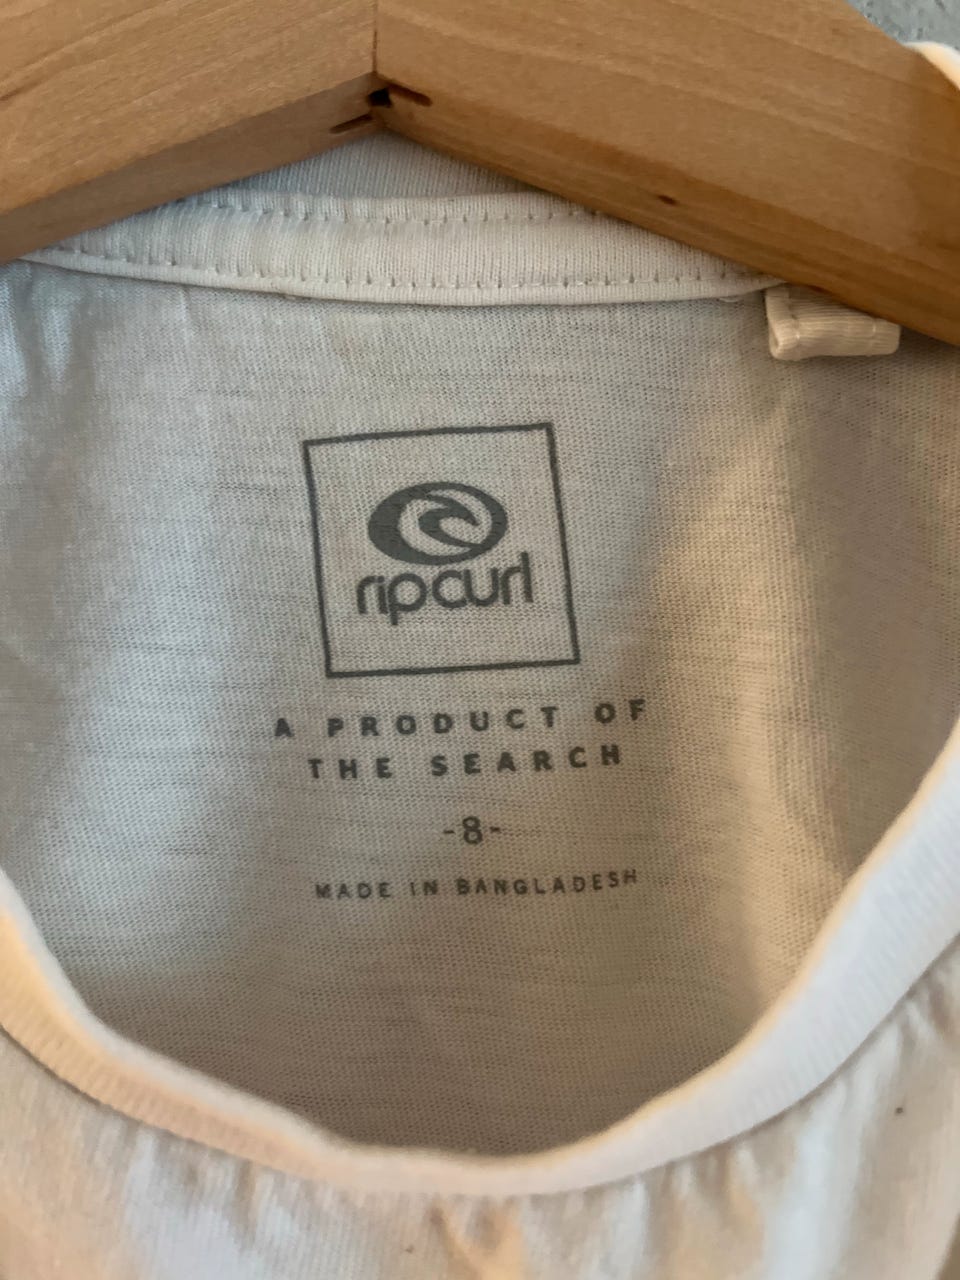 ripcurl
A PRODUCT OF
THE SEARCH
-8-
MADE IN BANGLADESH